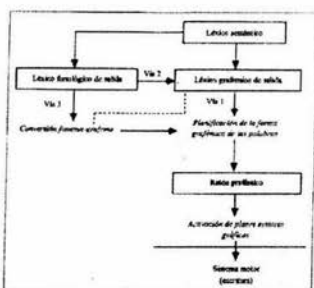 Léxico semántico
Léxico fonológico de salida
Vía 2
Léxico grafémico de salida
Vía 3
Vía 1
Conversión fonema-grafema
Planificación de la forma
grafémica de las palabras
Retén grafémico
Activación de planes motores
gráficos
Sistema motor
(escritura)